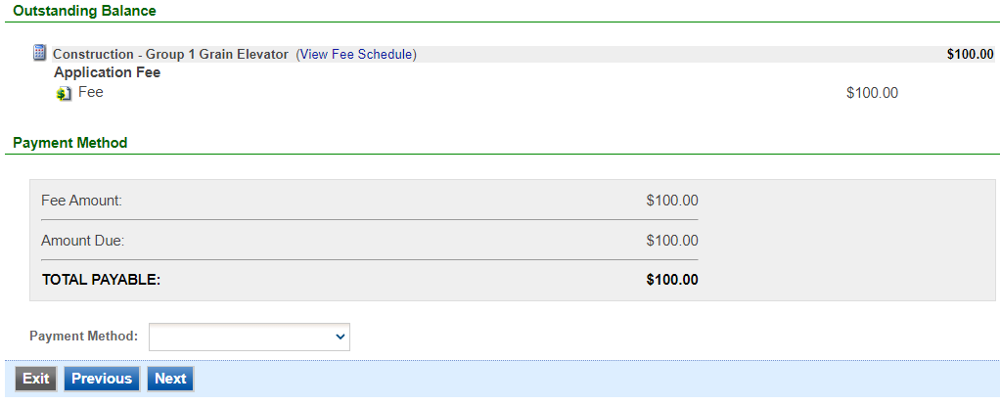 Outstanding Balance
Construction - Group 1 Grain Elevator (View Fee Schedule) $100.00
Application Fee
Fee $100.00
Payment Method
Fee Amount: $100.00
Amount Due: $100.00
TOTAL PAYABLE: $100.00
Payment Method:
Exit Previous Next